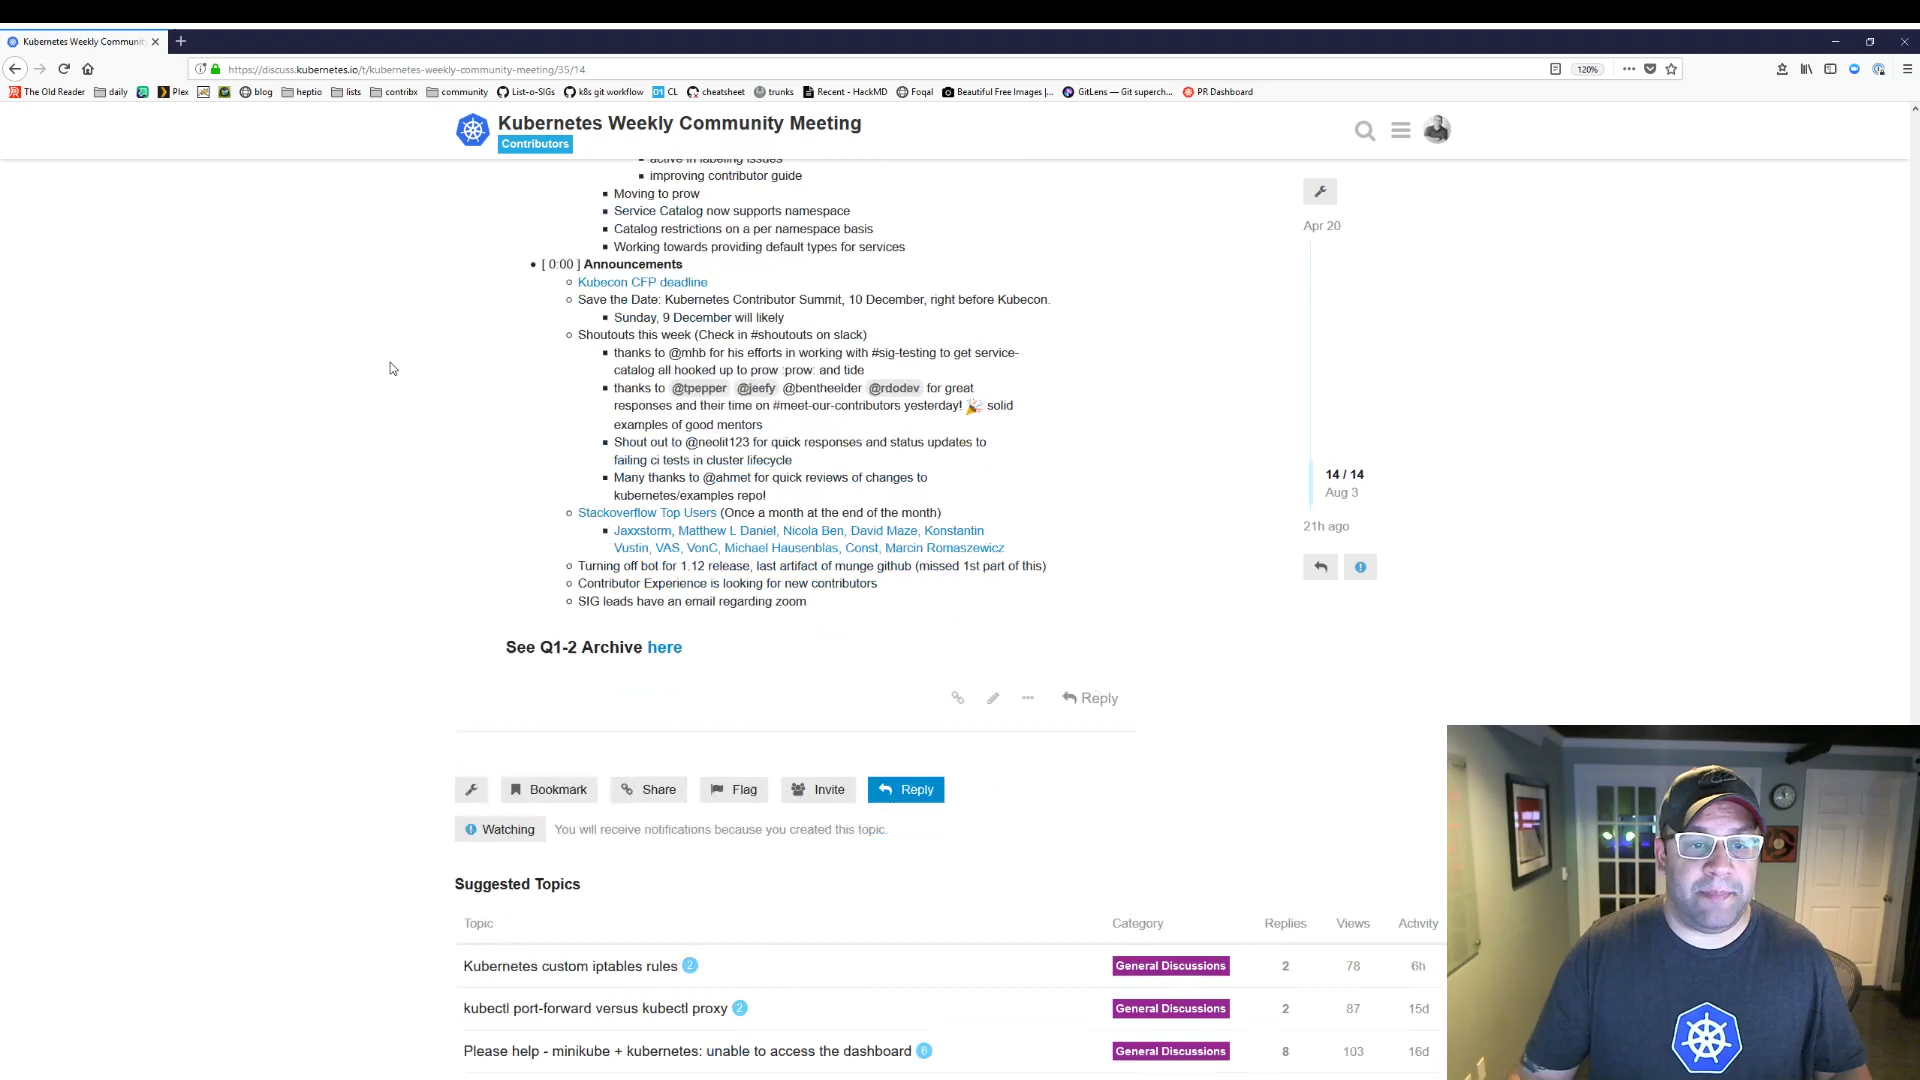 Kubernetes Weekly Communit
https://discuss.kubernetes.io/t/kubernetes-weekly-community-meeting/35/14
120%
The Old Reader
daily
Plex
blog
heptio
lists
contribx
community
List-o-SIGs
k8s git workflow
CL
cheatsheet
trunks
Recent - HackMD
Foqal
Beautiful Free Images |...
GitLens — Git superch...
PR Dashboard
Kubernetes Weekly Community Meeting
Contributors
active in labeling issues
improving contributor guide
Moving to prow
Service Catalog now supports namespace
Catalog restrictions on a per namespace basis
Working towards providing default types for services
[ 0:00 ] Announcements
Kubecon CFP deadline
Save the Date: Kubernetes Contributor Summit, 10 December, right before Kubecon.
Sunday, 9 December will likely
Shoutouts this week (Check in #shoutouts on slack)
thanks to @mhb for his efforts in working with #sig-testing to get service-
catalog all hooked up to prow :prow: and tide
thanks to @tpepper @jeefy @bentheelder @rdodev for great
responses and their time on #meet-our-contributors yesterday! solid
examples of good mentors
Shout out to @neolit123 for quick responses and status updates to
failing ci tests in cluster lifecycle
Many thanks to @ahmet for quick reviews of changes to
kubernetes/examples repo!
Stackoverflow Top Users (Once a month at the end of the month)
Jaxxstorm, Matthew L Daniel, Nicola Ben, David Maze, Konstantin
Vustin, VAS, VonC, Michael Hausenblas, Const, Marcin Romaszewicz
Turning off bot for 1.12 release, last artifact of munge github (missed 1st part of this)
Contributor Experience is looking for new contributors
SIG leads have an email regarding zoom
See Q1-2 Archive here
Reply
Apr 20
14 / 14
Aug 3
21h ago
Bookmark
Share
Flag
Invite
Reply
Watching
You will receive notifications because you created this topic.
Suggested Topics
Topic Category Replies Views Activity
Kubernetes custom iptables rules 2 General Discussions 2 78 6h
kubectl port-forward versus kubectl proxy 2 General Discussions 2 87 15d
Please help - minikube + kubernetes: unable to access the dashboard 6 General Discussions 8 103 16d